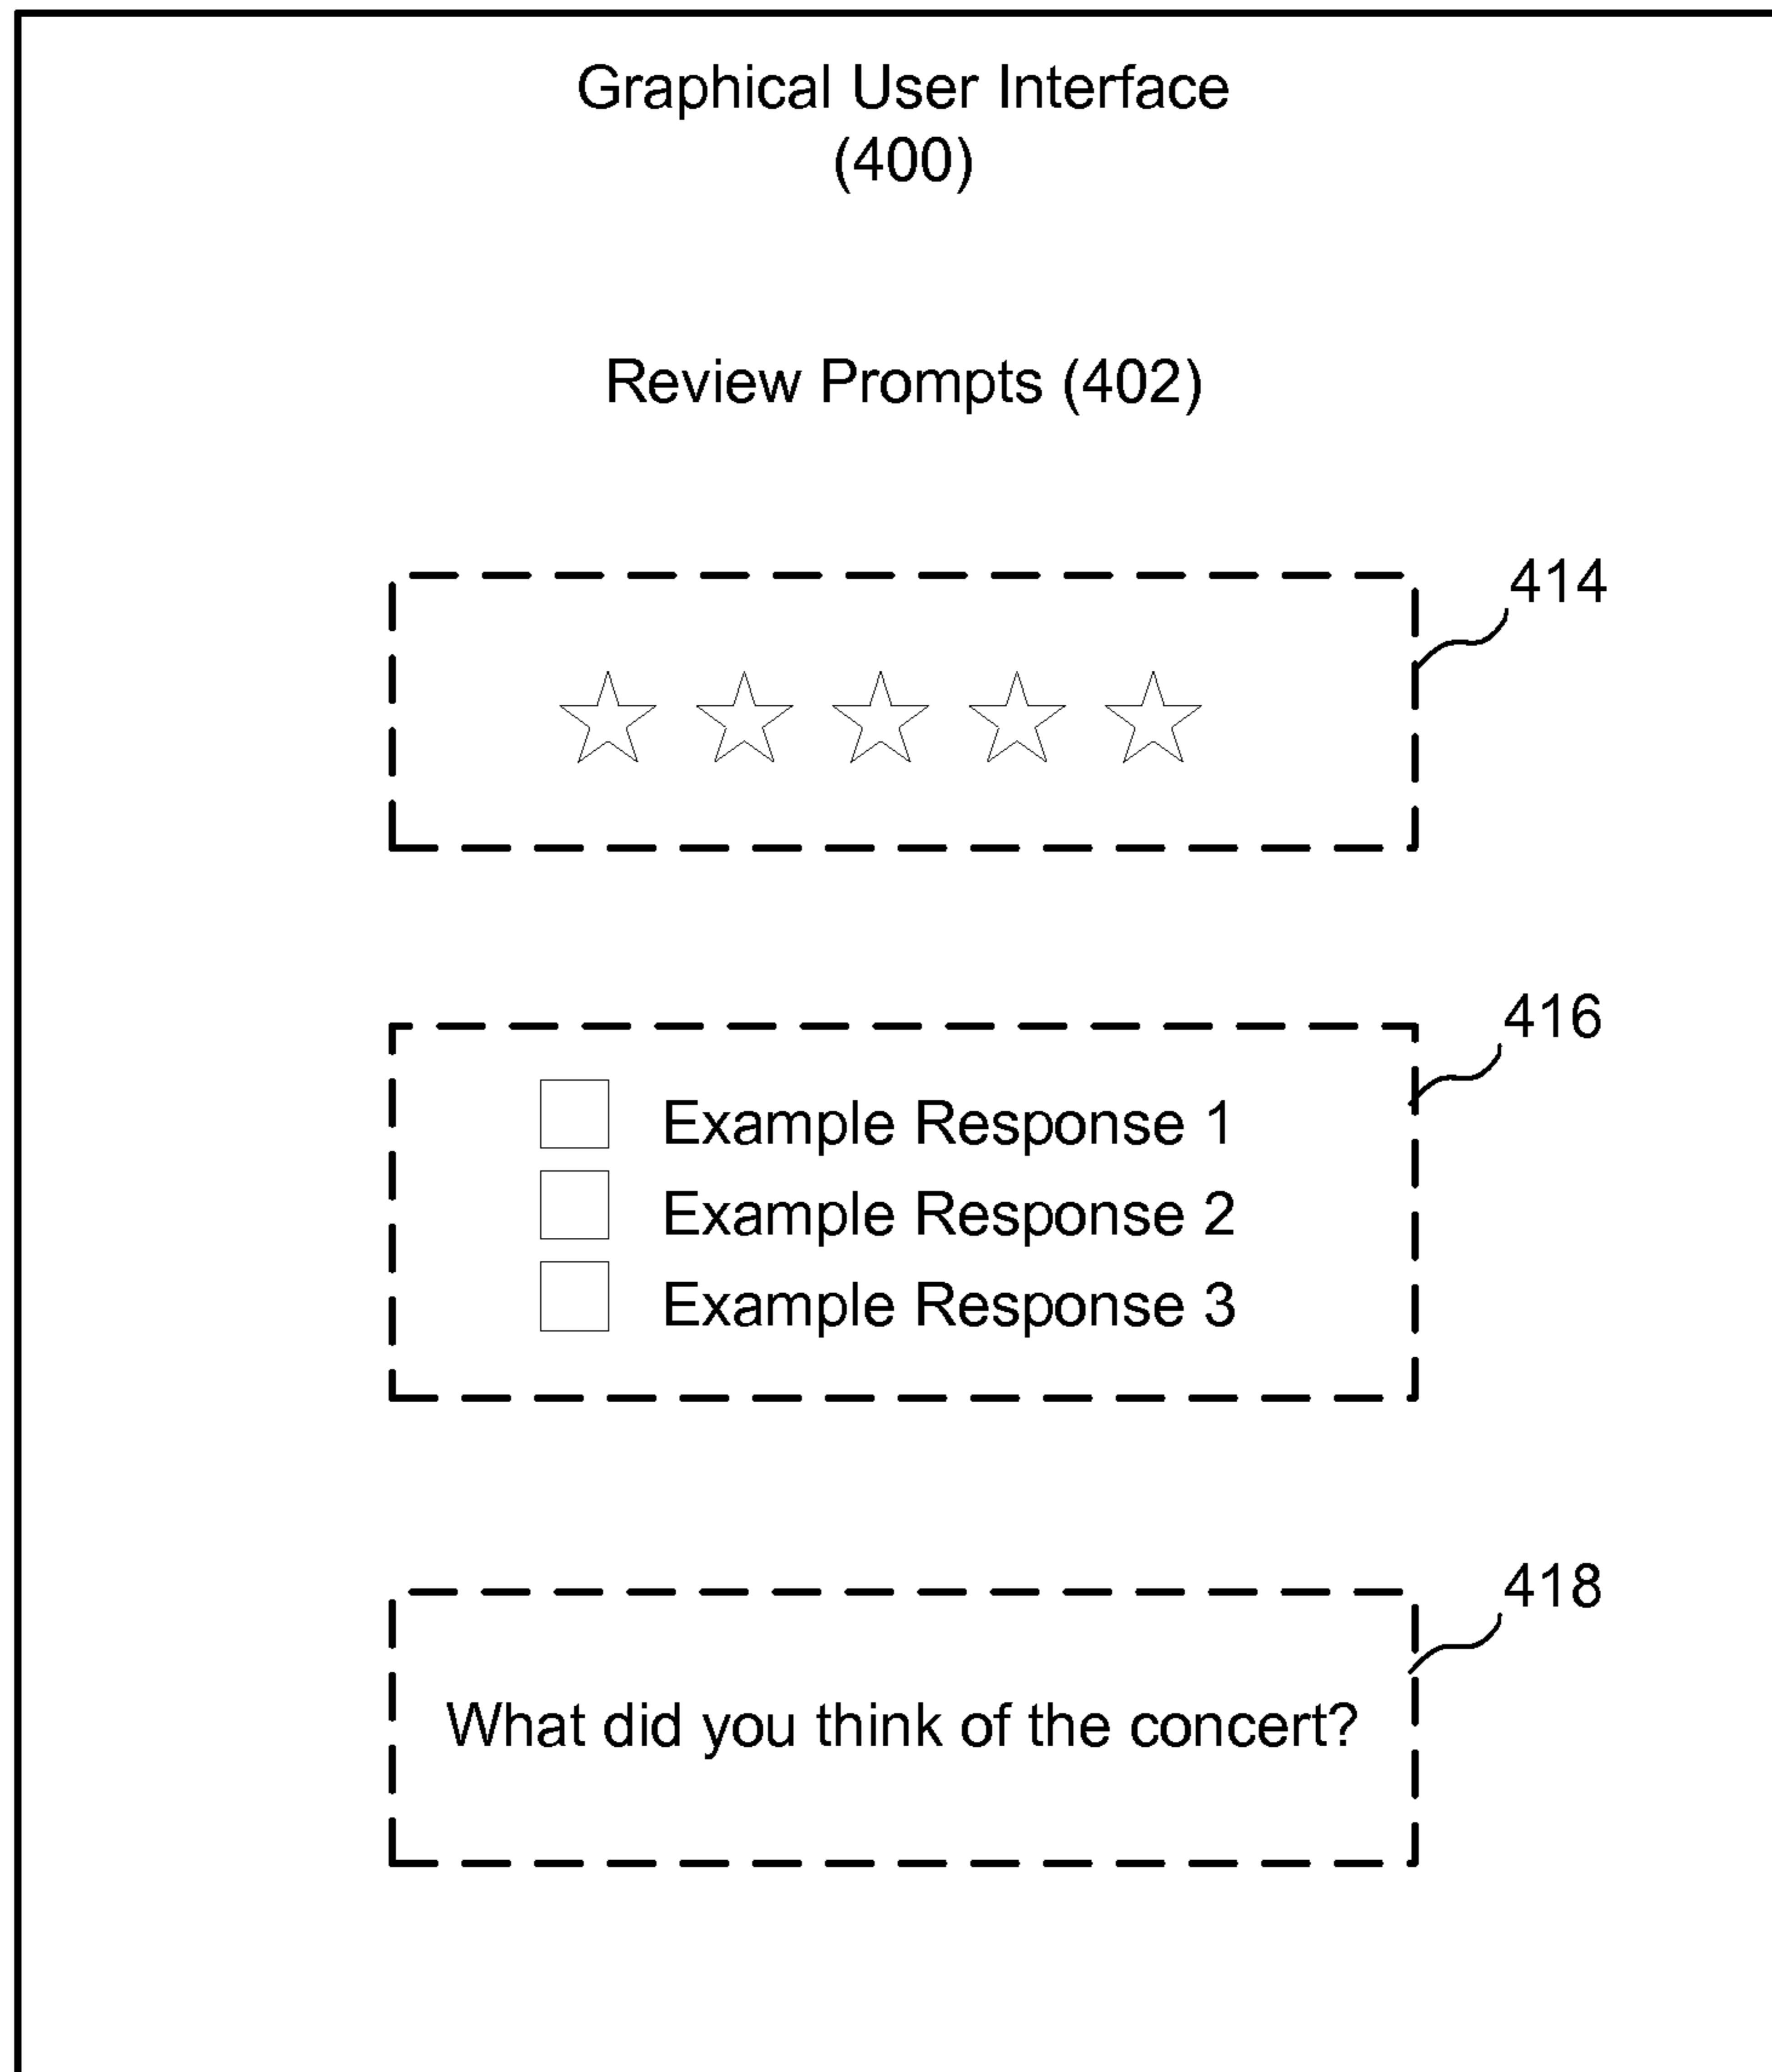 Graphical User Interface
(400)
Review Prompts (402)
414
416
Example Response 1
Example Response 2
Example Response 3
418
What did you think of the concert?